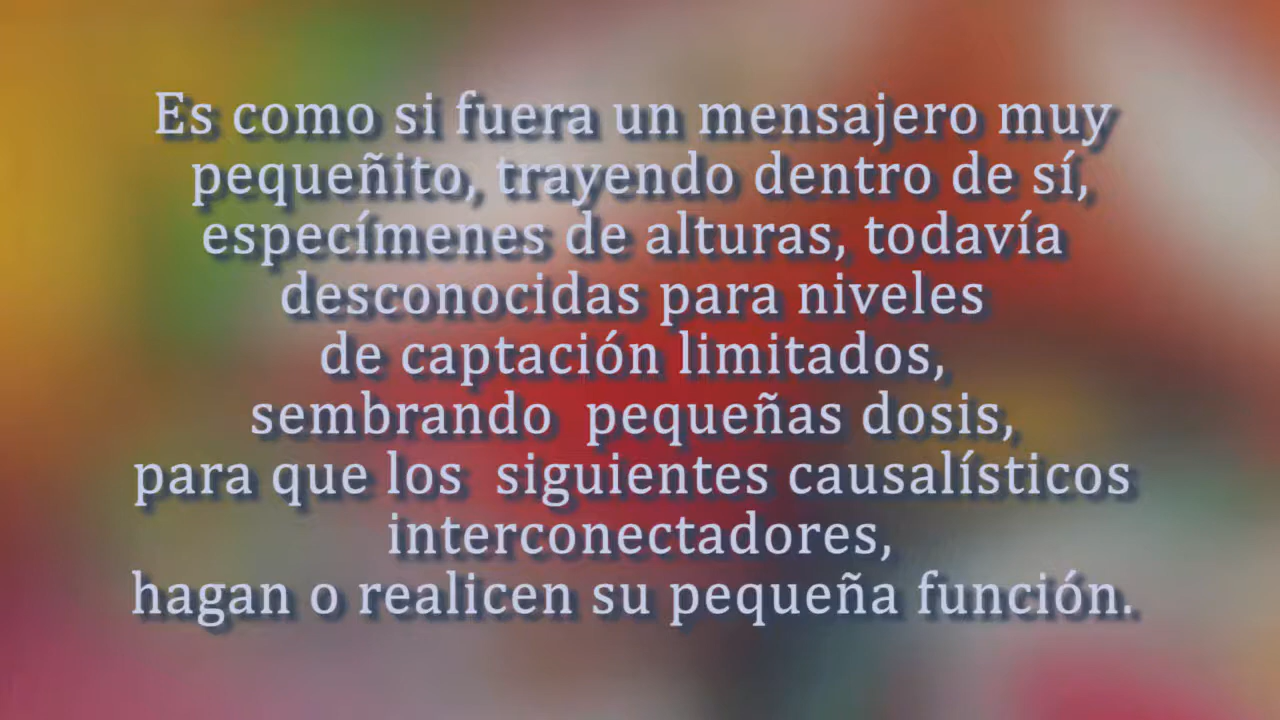 Es como si fuera un mensajero muy
pequeñito, trayendo dentro de sí,
especímenes de alturas, todavía
desconocidas para niveles
de captación limitados,
sembrando  pequeñas dosis,
para que los  siguientes causalísticos
interconectadores,
hagan o realicen su pequeña función.